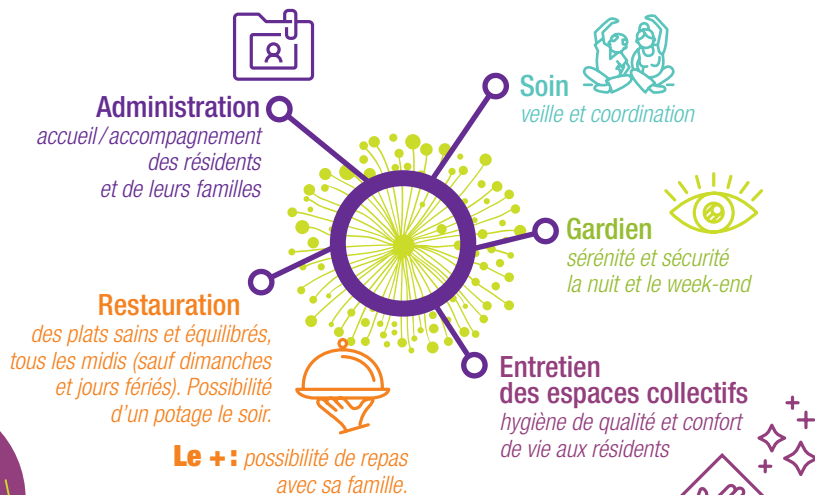 Administration
accueil/accompagnement
des résidents
et de leurs familles
Soin
veille et coordination
Gardien
sérénité et sécurité
la nuit et le week-end
Restauration
des plats sains et équilibrés,
tous les midis (sauf dimanches
et jours fériés). Possibilité
d'un potage le soir.
Le + : possibilité de repas
avec sa famille.
Entretien
des espaces collectifs
hygiène de qualité et confort
de vie aux résidents